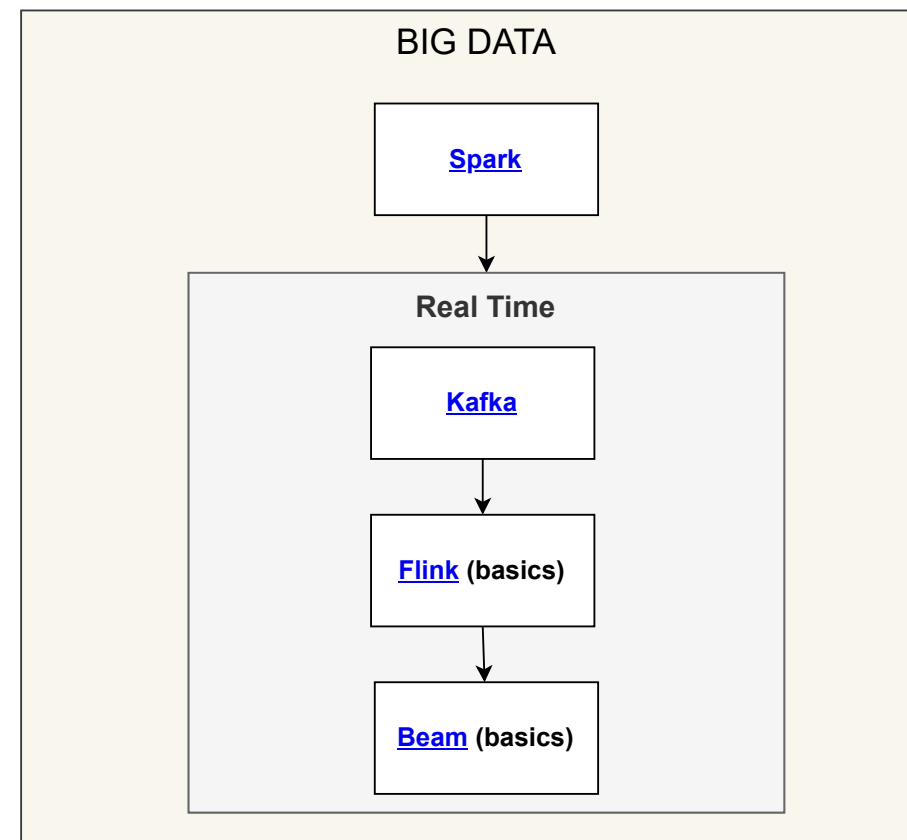 BIG DATA
Spark
Real Time
Kafka
Flink (basics)
Beam (basics)